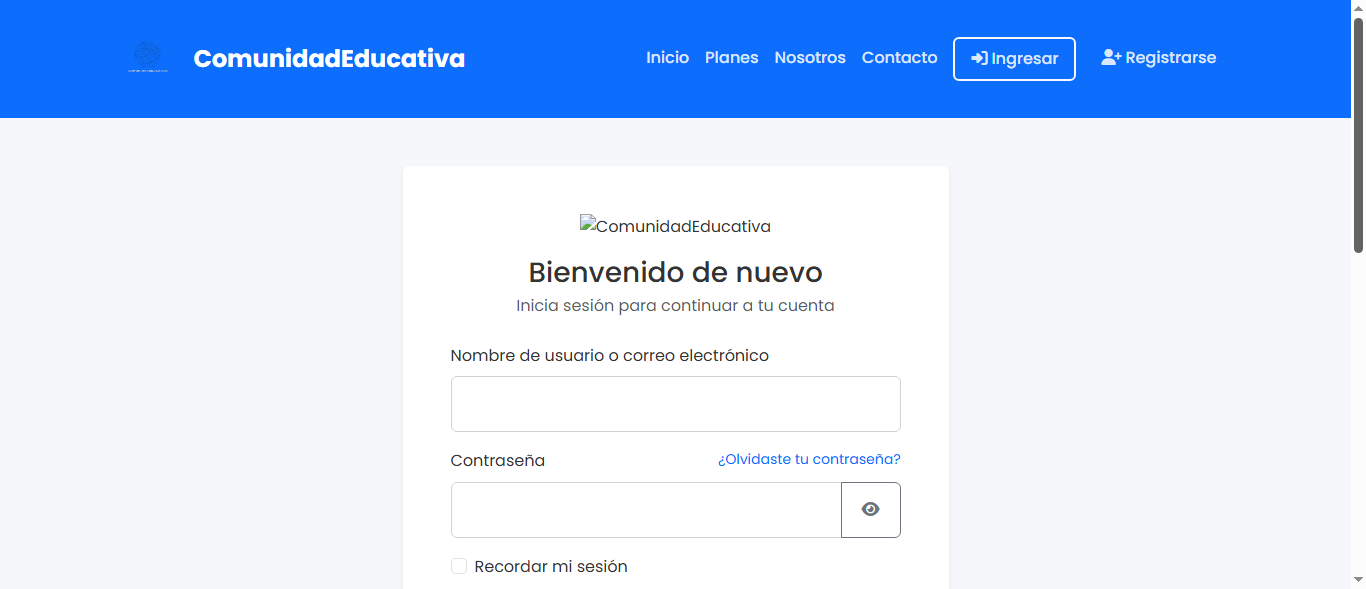 ComunidadEducativa
Inicio Planes Nosotros Contacto Ingresar Registrarse
ComunidadEducativa
Bienvenido de nuevo
Inicia sesión para continuar a tu cuenta
Nombre de usuario o correo electrónico
Contraseña ¿Olvidaste tu contraseña?
Recordar mi sesión